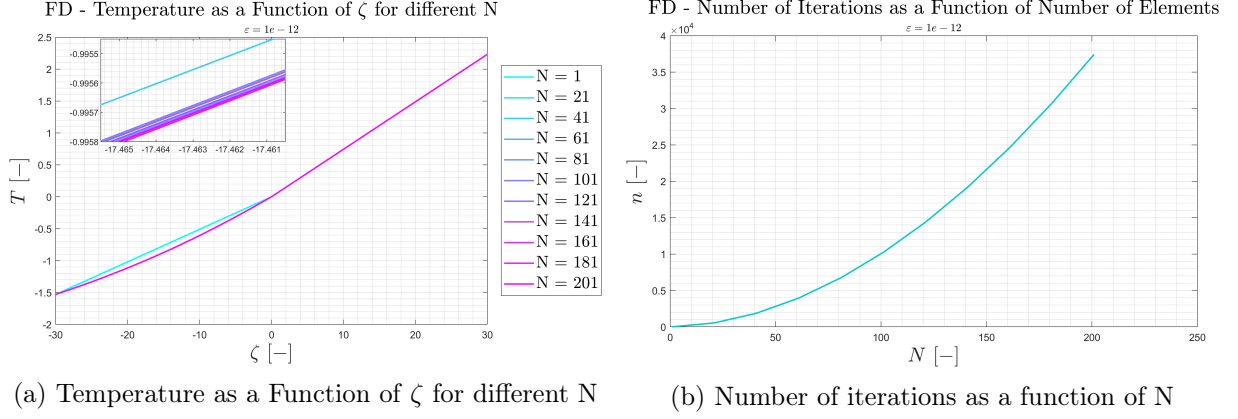 FD - Temperature as a Function of ζ for different N
ε = 1e − 12
2.5
2
1.5
1
0.5
0
-0.5
-1
-1.5
-2
T [−]
-0.9955
-0.9956
-0.9957
-0.9958
-17.465
-17.464
-17.463
-17.462
-17.461
-30
-20
-10
0
10
20
30
ζ [−]
N = 1
N = 21
N = 41
N = 61
N = 81
N = 101
N = 121
N = 141
N = 161
N = 181
N = 201
(a) Temperature as a Function of ζ for different N
FD - Number of Iterations as a Function of Number of Elements
×10⁴
ε = 1e − 12
4
3.5
3
2.5
2
1.5
1
0.5
0
n [−]
0
50
100
150
200
250
N [−]
(b) Number of iterations as a function of N